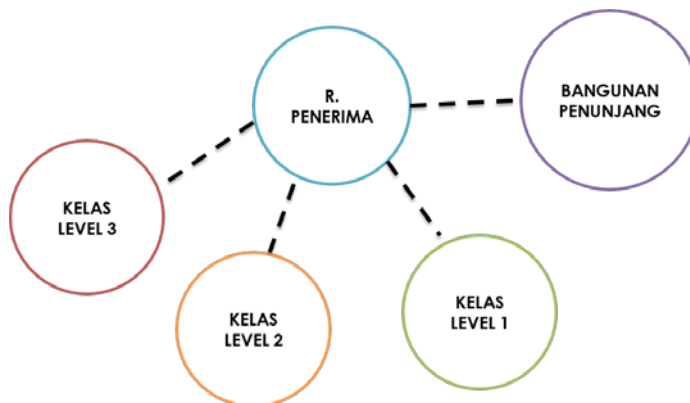 R.
PENERIMA
BANGUNAN
PENUNJANG
KELAS
LEVEL 3
KELAS
LEVEL 2
KELAS
LEVEL 1